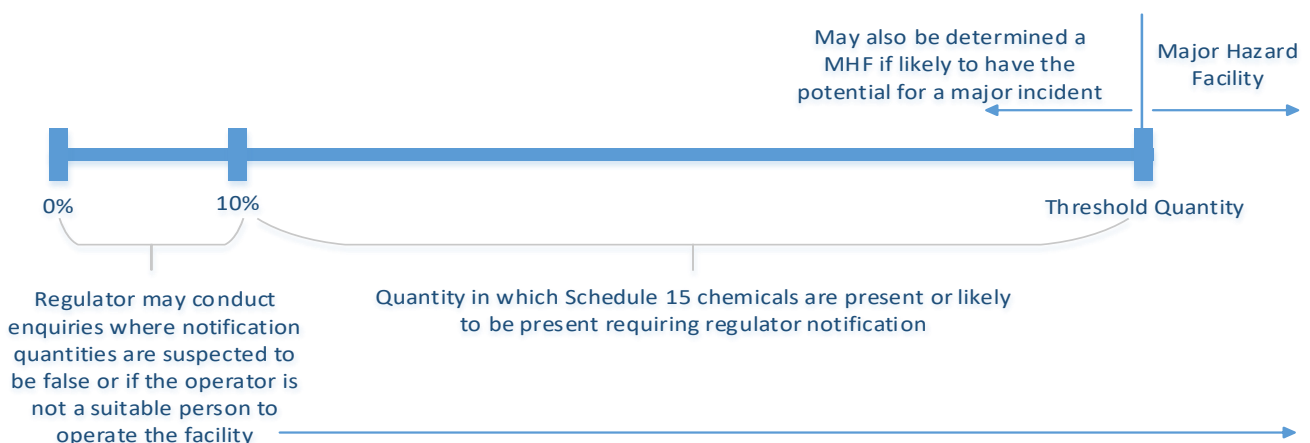 May also be determined a
MHF if likely to have the
potential for a major incident
Major Hazard
Facility
0%
10%
Threshold Quantity
Regulator may conduct
enquiries where notification
quantities are suspected to
be false or if the operator is
not a suitable person to
operate the facility
Quantity in which Schedule 15 chemicals are present or likely
to be present requiring regulator notification